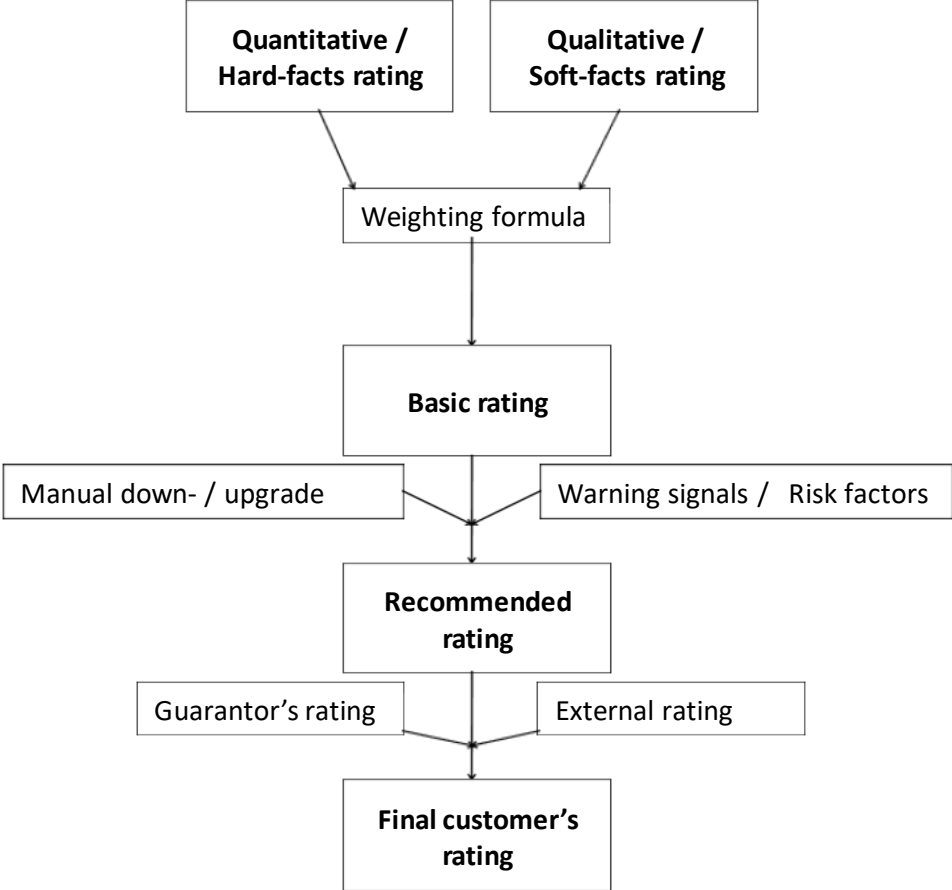 Quantitative /
Hard-facts rating
Qualitative /
Soft-facts rating
Weighting formula
Basic rating
Manual down- / upgrade
Warning signals / Risk factors
Recommended
rating
Guarantor’s rating
External rating
Final customer’s
rating